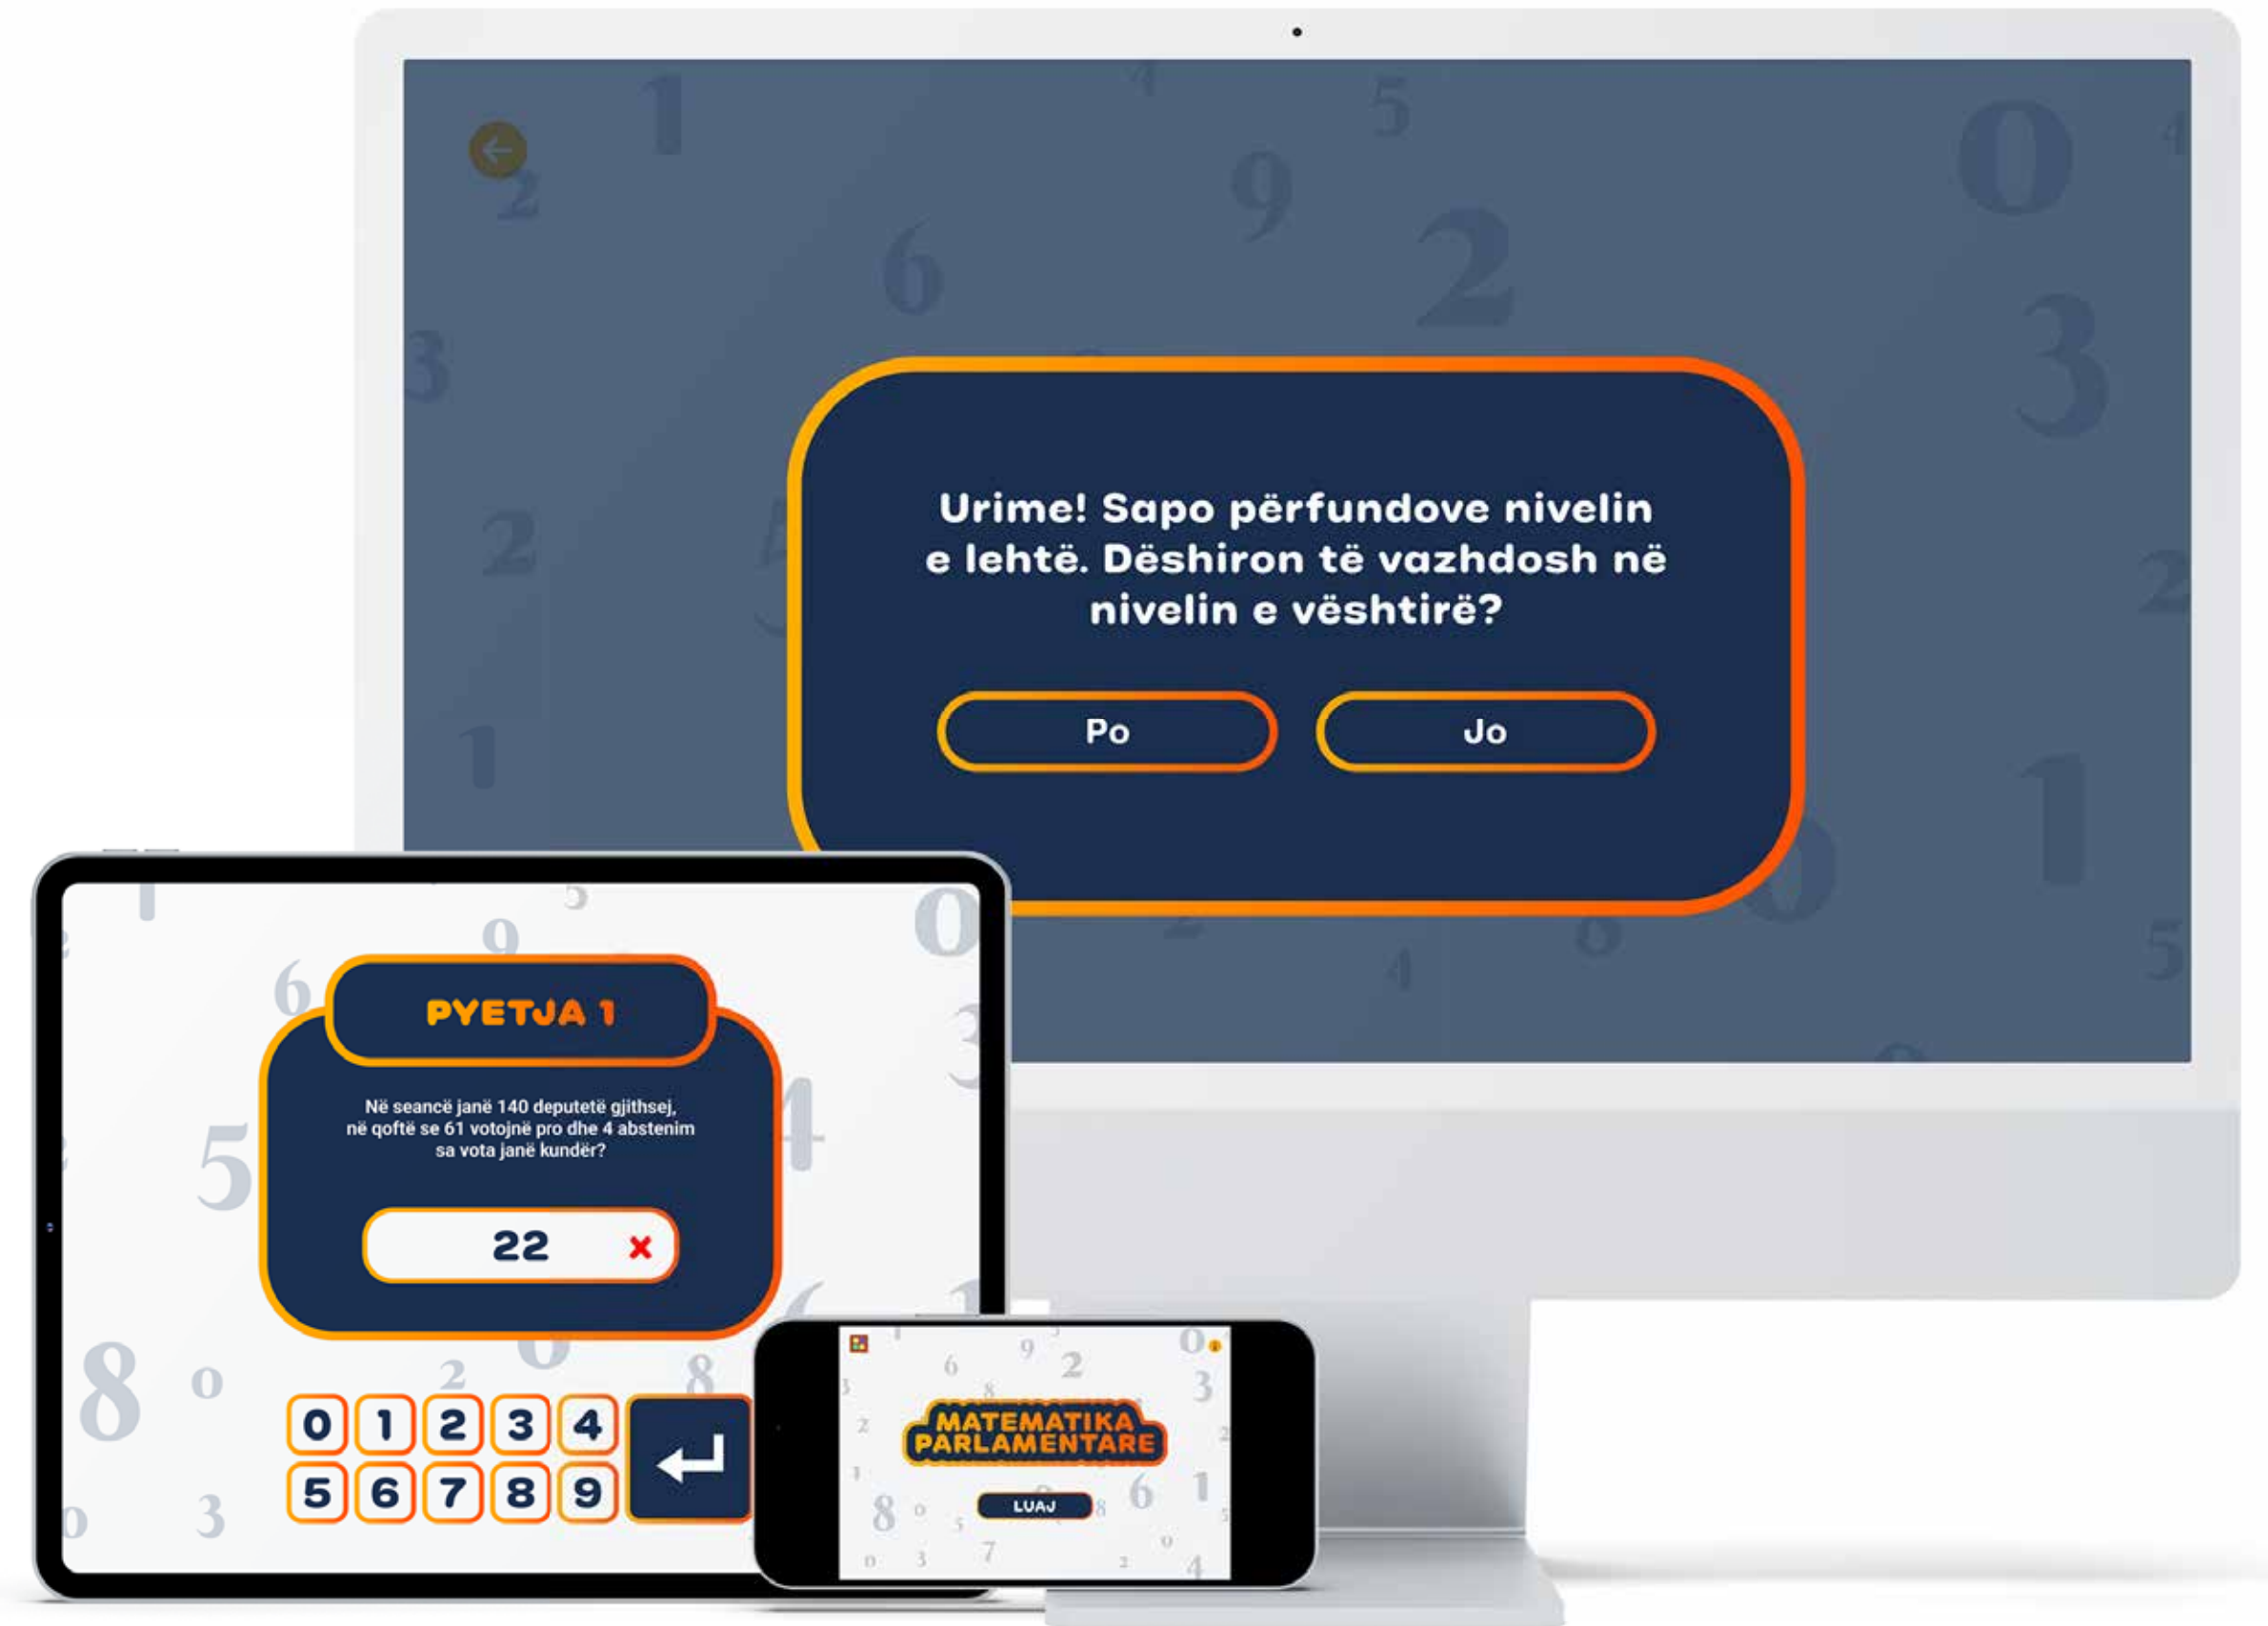 Urime! Sapo përfundove nivelin
e lehtë. Dëshiron të vazhdosh në
nivelin e vështirë?
Po
Jo
PYETJA 1
Në seancë janë 140 deputetë gjithsej,
në qoftë se 61 votojnë pro dhe 4 abstenim
sa vota janë kundër?
22
0 1 2 3 4
5 6 7 8 9
MATEMATIKA
PARLAMENTARE
LUAJ